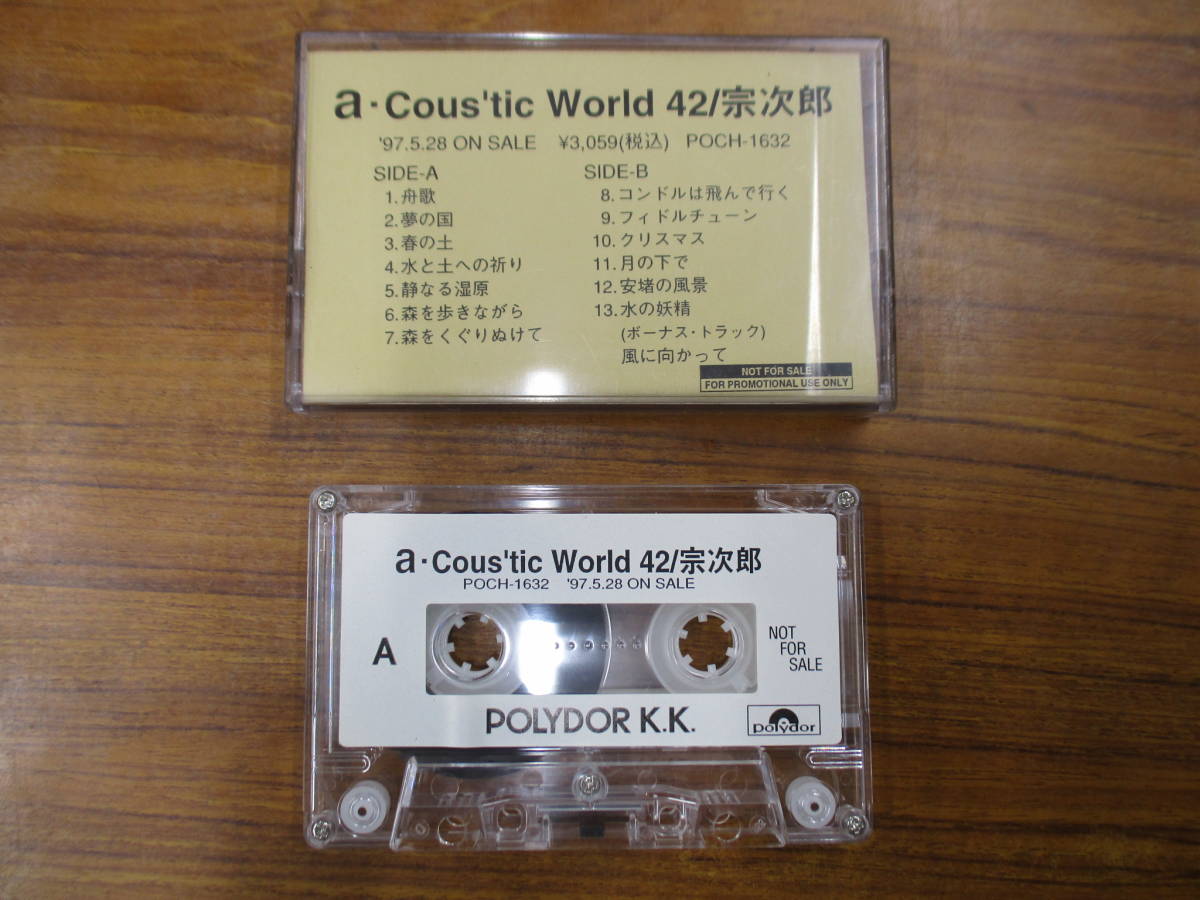 a・Cous'tic World 42/宗次郎
'97.5.28 ON SALE ¥3,059(税込) POCH-1632
SIDE-A
1.舟歌
2.夢の国
3.春の土
4.水と土への祈り
5.静なる湿原
6.森を歩きながら
7.森をくぐりぬけて
SIDE-B
8.コンドルは飛んで行く
9.フィドルチューン
10.クリスマス
11.月の下で
12.安堵の風景
13.水の妖精
(ボーナス・トラック)
風に向かって
NOT FOR SALE
FOR PROMOTIONAL USE ONLY
a・Cous'tic World 42/宗次郎
POCH-1632 '97.5.28 ON SALE
A
NOT
FOR
SALE
POLYDOR K.K.
polydor